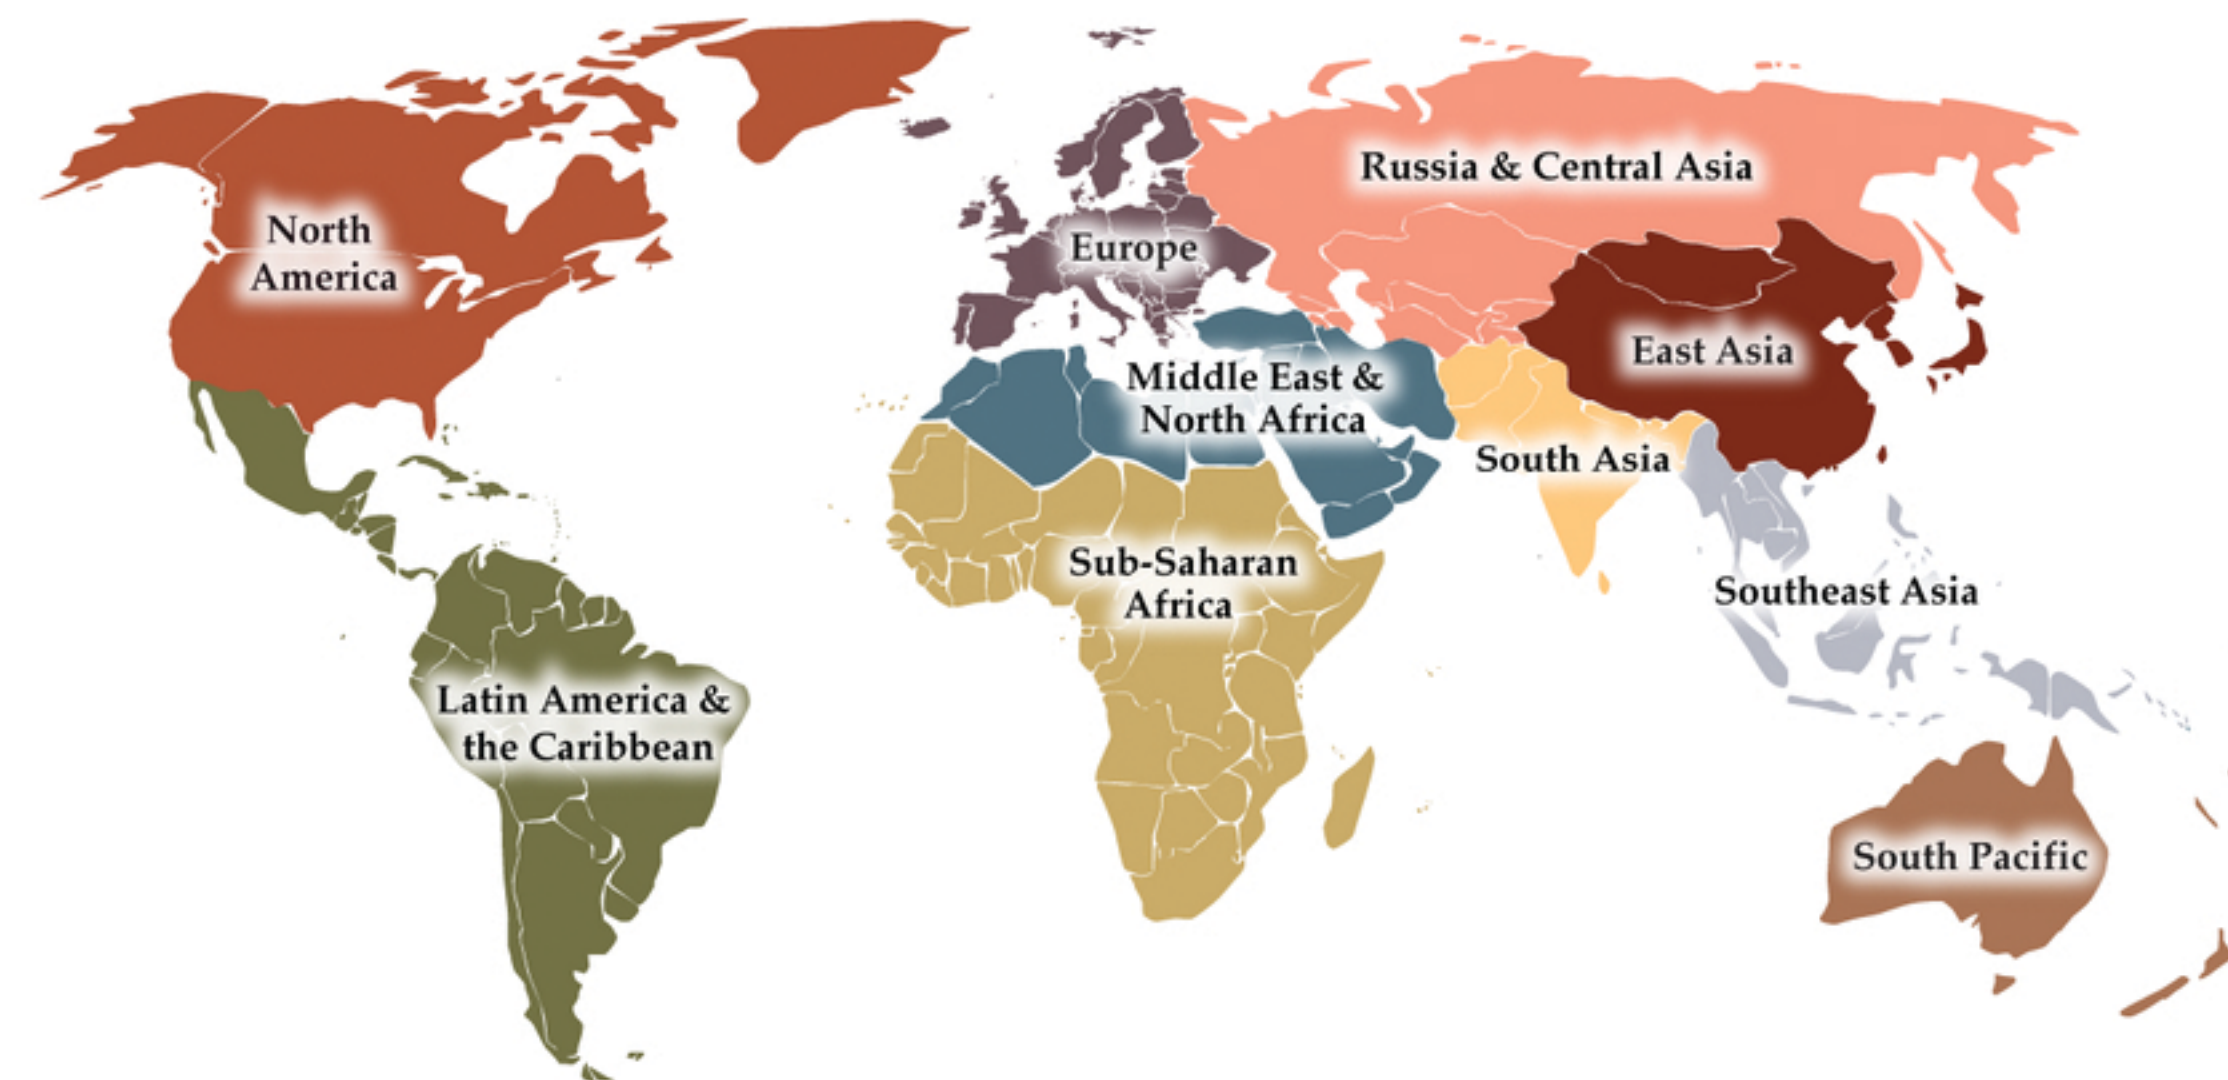 North
America
Europe
Russia & Central Asia
East Asia
Middle East &
North Africa
South Asia
Sub-Saharan
Africa
Southeast Asia
Latin America &
the Caribbean
South Pacific